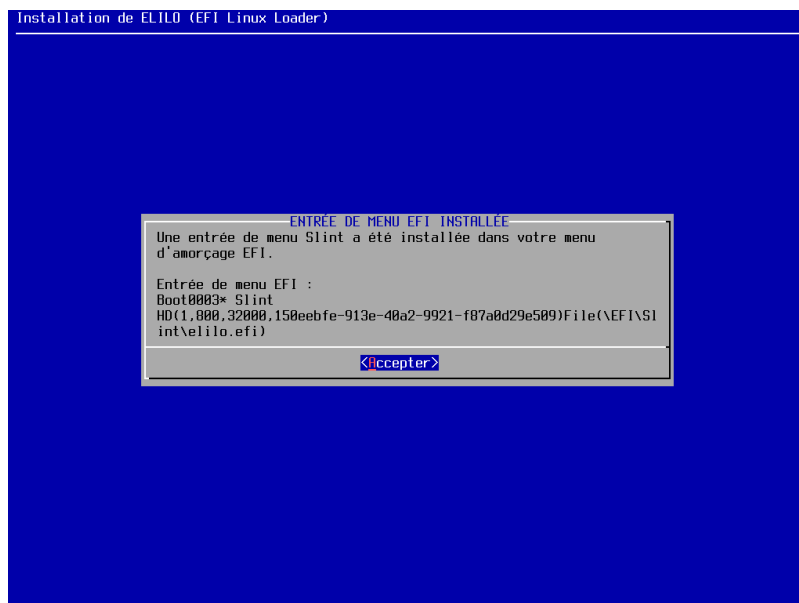 Installation de ELILO (EFI Linux Loader)
ENTRÉE DE MENU EFI INSTALLÉE
Une entrée de menu Slint a été installée dans votre menu
d'amorçage EFI.
Entrée de menu EFI :
Boot0003* Slint
HD(1,800,32000,150eebfe-913e-40a2-9921-f87a0d29e509)File(\EFI\Sl
int\elilo.efi)
<Accepter>